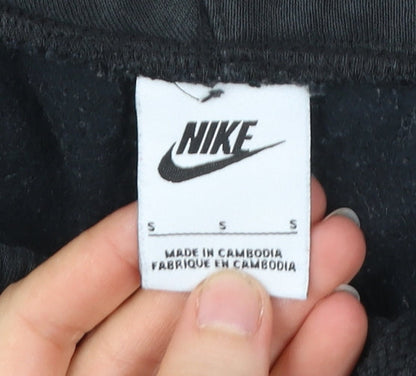 NIKE
S S S
MADE IN CAMBODIA
FABRIQUE EN CAMBODIA